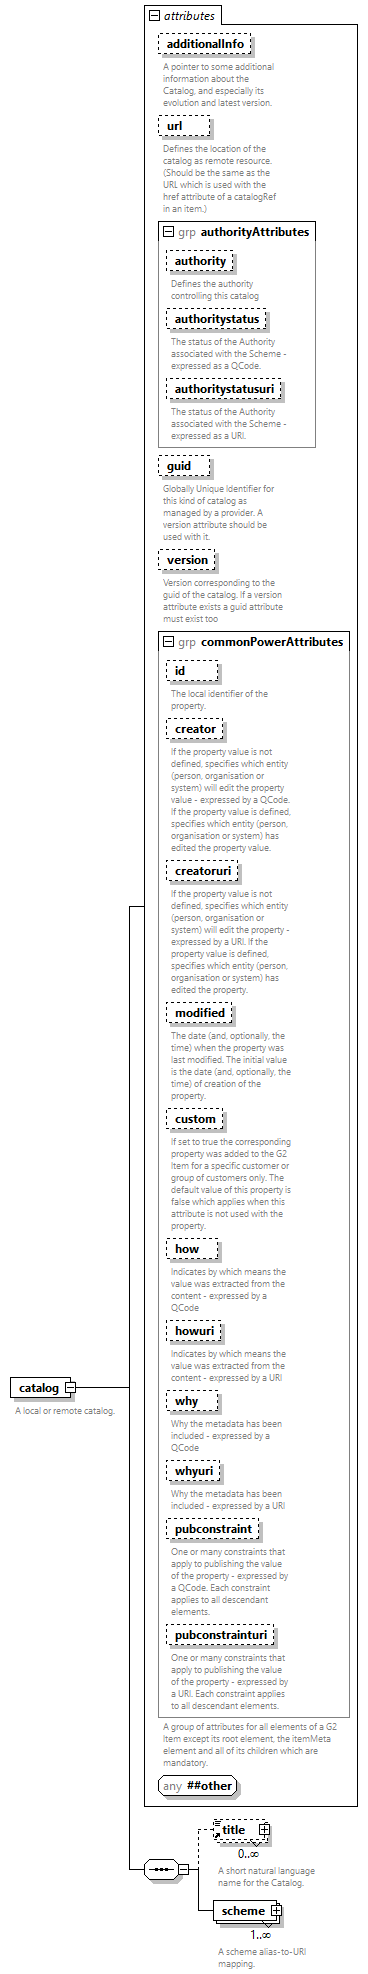 attributes
additionalInfo
A pointer to some additional
information about the
Catalog, and especially its
evolution and latest version.
url
Defines the location of the
catalog as remote resource.
(Should be the same as the
URL which is used with the
href attribute of a catalogRef
in an item.)
grp authorityAttributes
authority
Defines the authority
controlling this catalog
authoritystatus
The status of the Authority
associated with the Scheme -
expressed as a QCode.
authoritystatusuri
The status of the Authority
associated with the Scheme -
expressed as a URI.
guid
Globally Unique Identifier for
this kind of catalog as
managed by a provider. A
version attribute should be
used with it.
version
Version corresponding to the
guid of the catalog. If a version
attribute exists a guid attribute
must exist too
grp commonPowerAttributes
id
The local identifier of the
property.
creator
If the property value is not
defined, specifies which entity
(person, organisation or
system) will edit the property
value - expressed by a QCode.
If the property value is defined,
specifies which entity (person,
organisation or system) has
edited the property value.
creatoruri
If the property value is not
defined, specifies which entity
(person, organisation or
system) will edit the property -
expressed by a URI. If the
property value is defined,
specifies which entity (person,
organisation or system) has
edited the property.
modified
The date (and, optionally, the
time) when the property was
last modified. The initial value
is the date (and, optionally, the
time) of creation of the
property.
custom
If set to true the corresponding
property was added to the G2
Item for a specific customer or
group of customers only. The
default value of this property is
false which applies when this
attribute is not used with the
property.
how
Indicates by which means the
value was extracted from the
content - expressed by a
QCode
howuri
Indicates by which means the
value was extracted from the
content - expressed by a URI
why
Why the metadata has been
included - expressed by a
QCode
whyuri
Why the metadata has been
included - expressed by a URI
pubconstraint
One or many constraints that
apply to publishing the value
of the property - expressed by
a QCode. Each constraint
applies to all descendant
elements.
pubconstrainturi
One or many constraints that
apply to publishing the value
of the property - expressed by
a URI. Each constraint applies
to all descendant elements.
A group of attributes for all elements of a G2
Item except its root element, the itemMeta
element and all of its children which are
mandatory.
any ##other
catalog
A local or remote catalog.
title
0..∞
A short natural language
name for the Catalog.
scheme
1..∞
A scheme alias-to-URI
mapping.